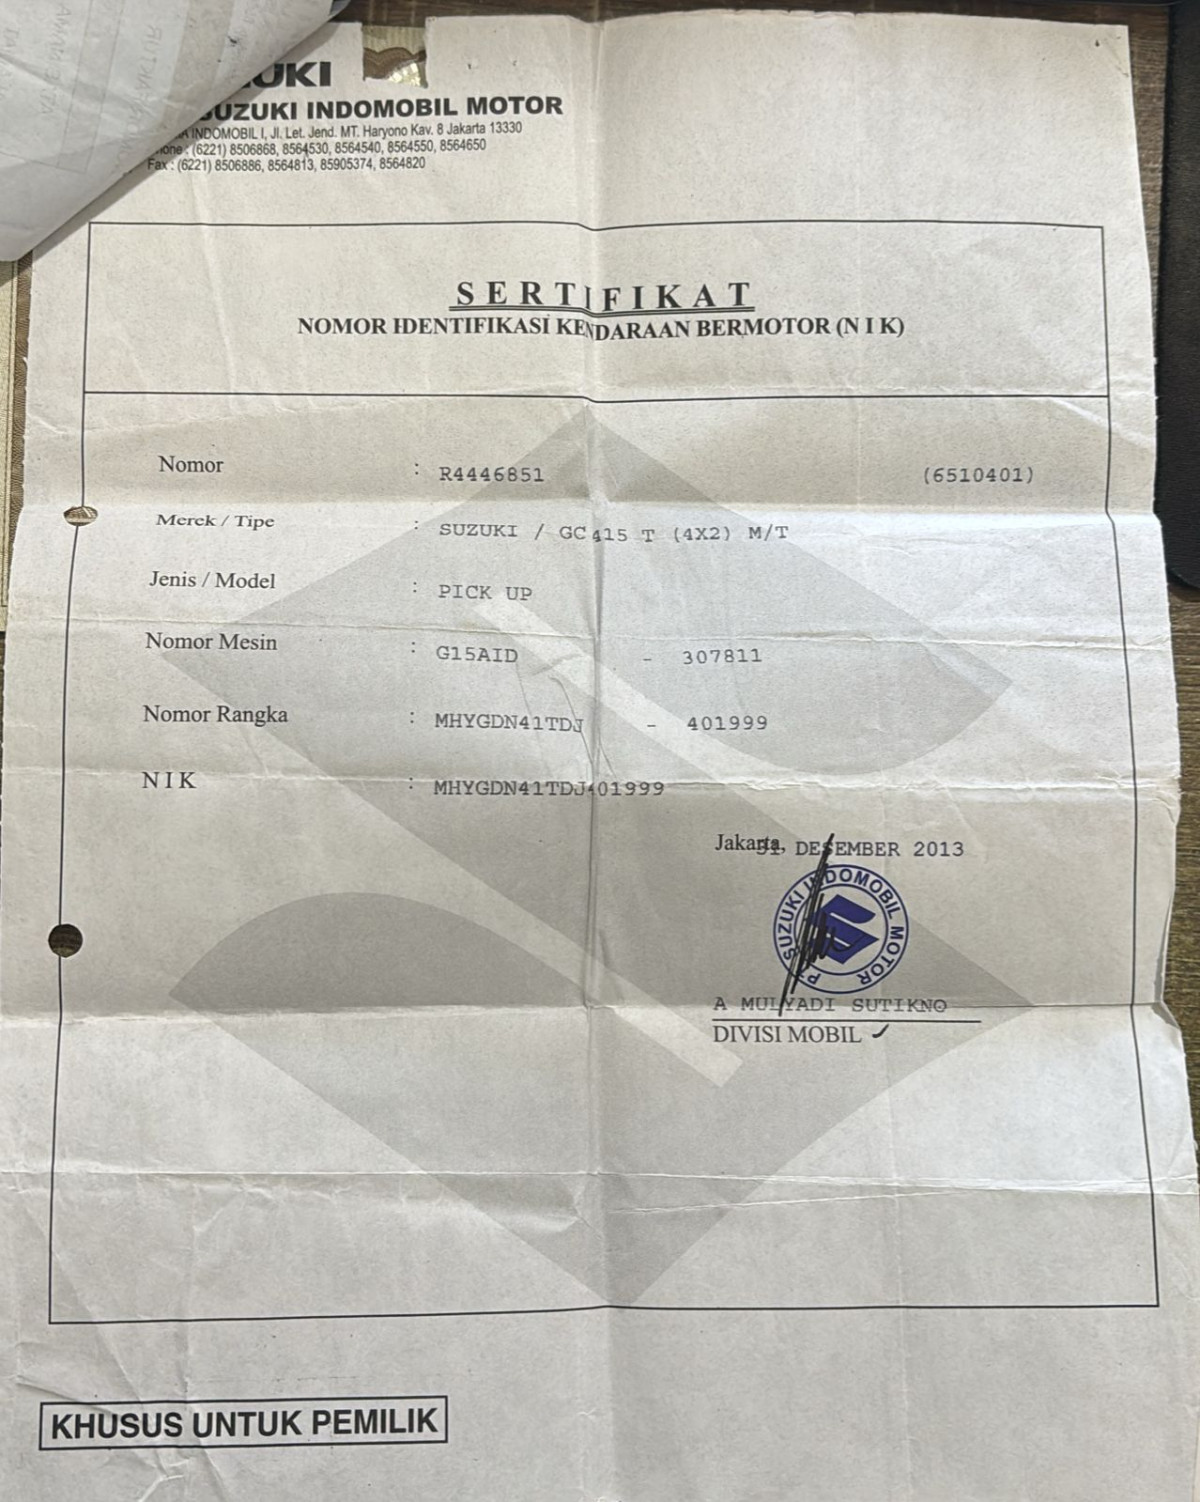 UZUKI INDOMOBIL MOTOR
INDOMOBIL I, Jl. Let. Jend. MT. Haryono Kav. 8 Jakarta 13330
: (6221) 8506868, 8564530, 8564540, 8564550, 8564650
Fax : (6221) 8506886, 8564813, 85905374, 8564820
SERTIFIKAT
NOMOR IDENTIFIKASI KENDARAAN BERMOTOR (N I K)
Nomor : R4446851 (6510401)
Merek / Tipe : SUZUKI / GC415 T (4X2) M/T
Jenis / Model : PICK UP
Nomor Mesin : G15AID - 307811
Nomor Rangka : MHYGDN41TDJ - 401999
N I K : MHYGDN41TDJ401999
Jakarta, DESEMBER 2013
PT SUZUKI INDOMOBIL MOTOR
A MULYADI SUTIKNO
DIVISI MOBIL
KHUSUS UNTUK PEMILIK